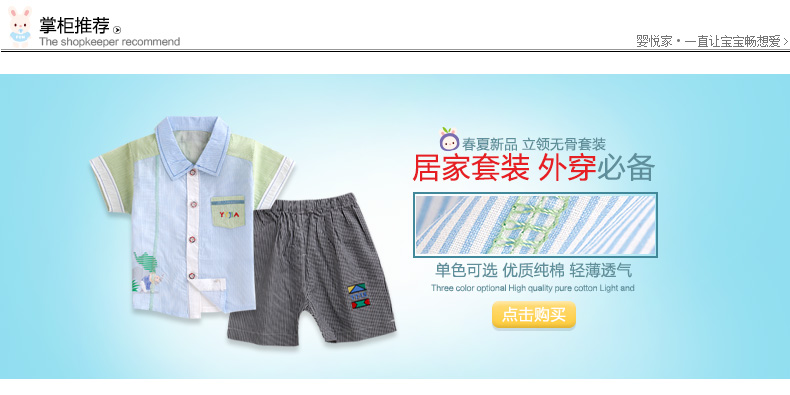 掌柜推荐
The shopkeeper recommend
婴悦家·一直让宝宝畅想爱>
春夏新品 立领无骨套装
居家套装 外穿必备
单色可选 优质纯棉 轻薄透气
Three color optional High quality pure cotton Light and
点击购买